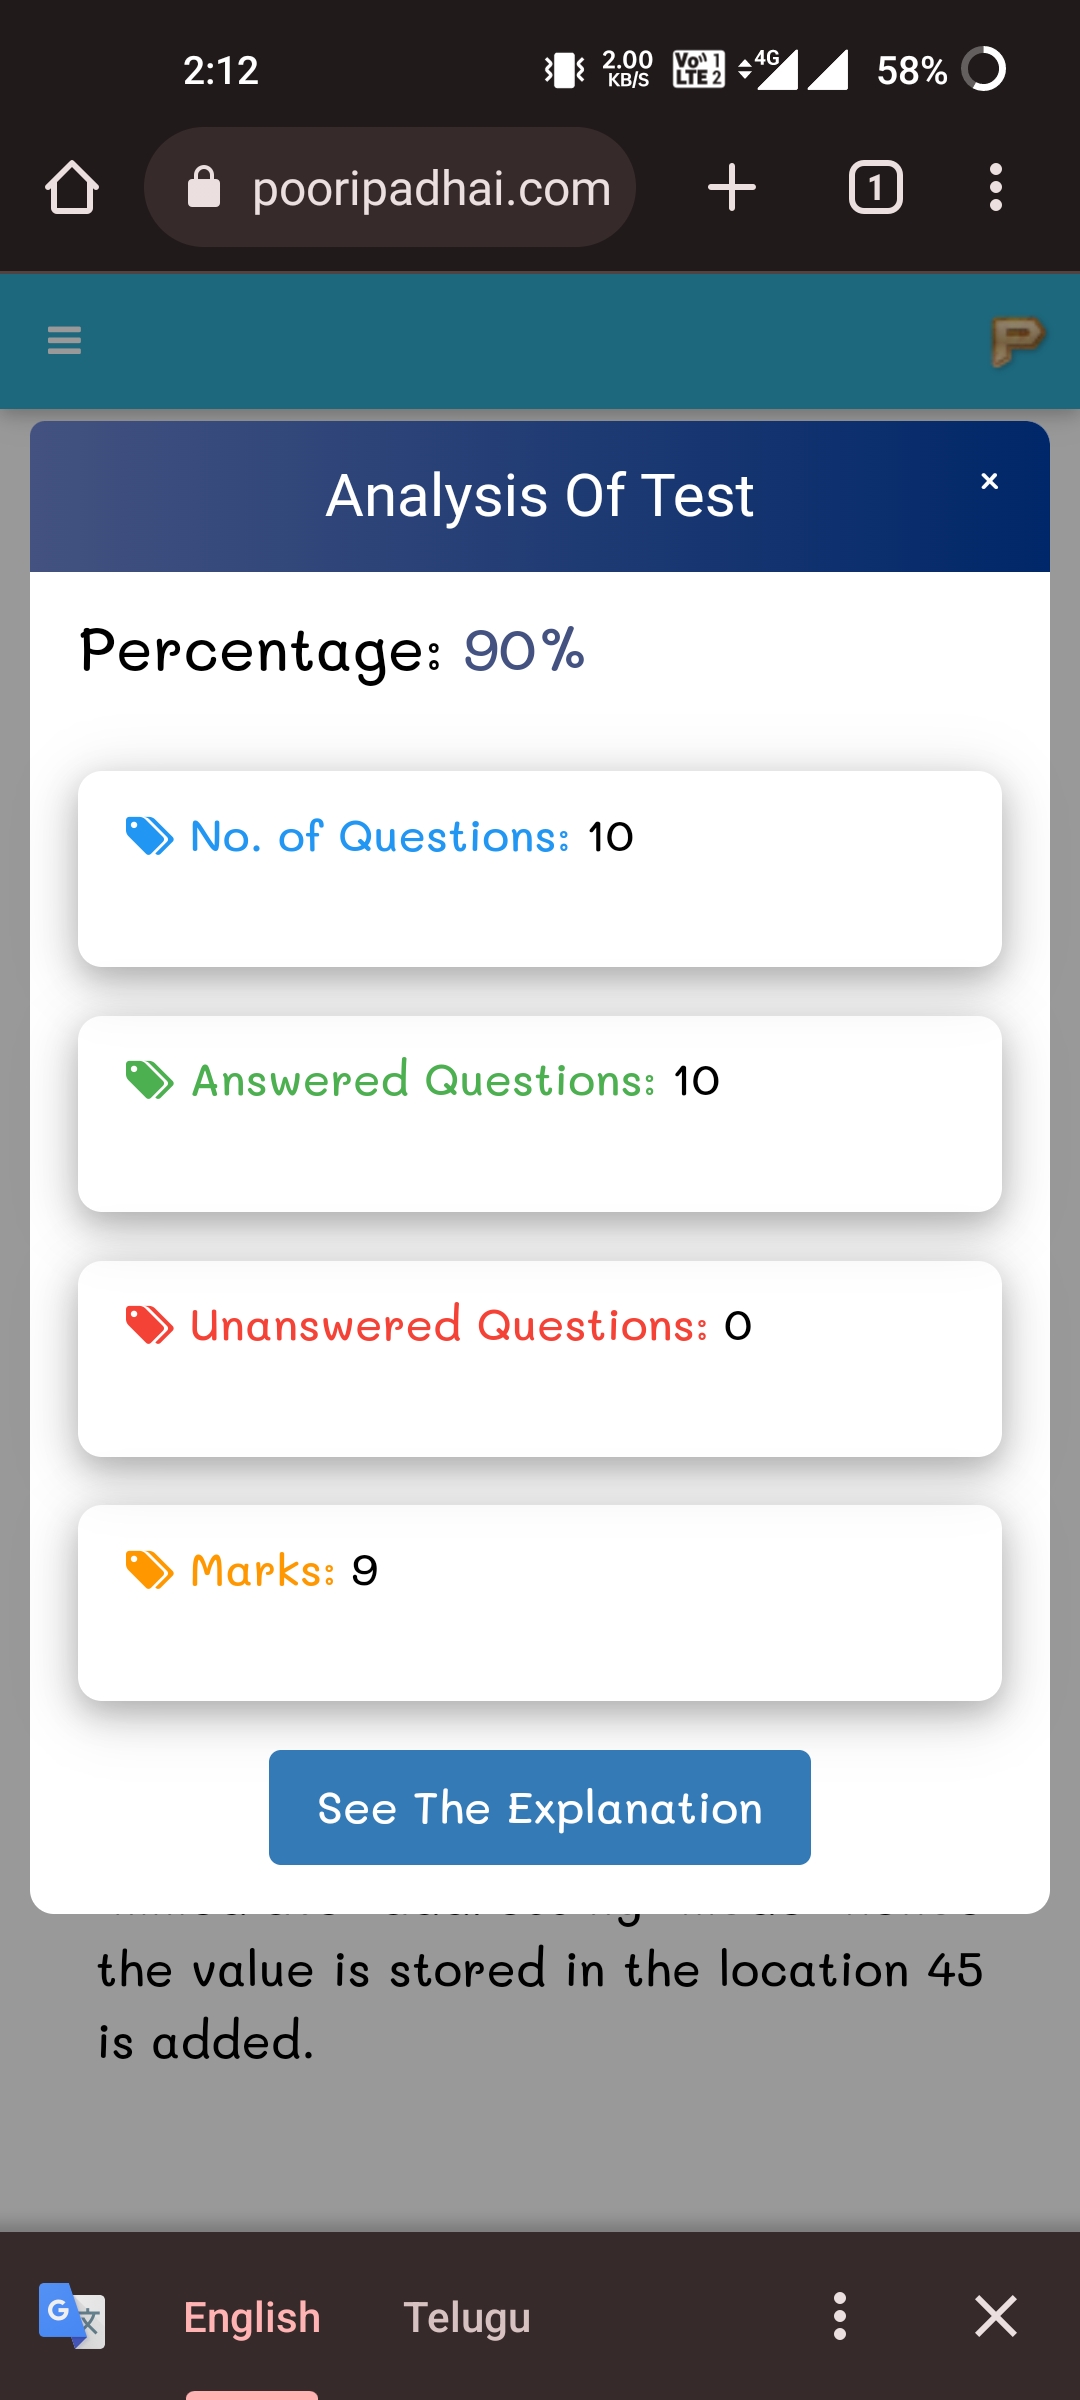 2:12
2.00
KB/S
Vo 1
LTE 2
4G
58%
pooripadhai.com
1
P
Analysis Of Test
×
Percentage: 90%
No. of Questions: 10
Answered Questions: 10
Unanswered Questions: 0
Marks: 9
See The Explanation
the value is stored in the location 45
is added.
G 文
English
Telugu